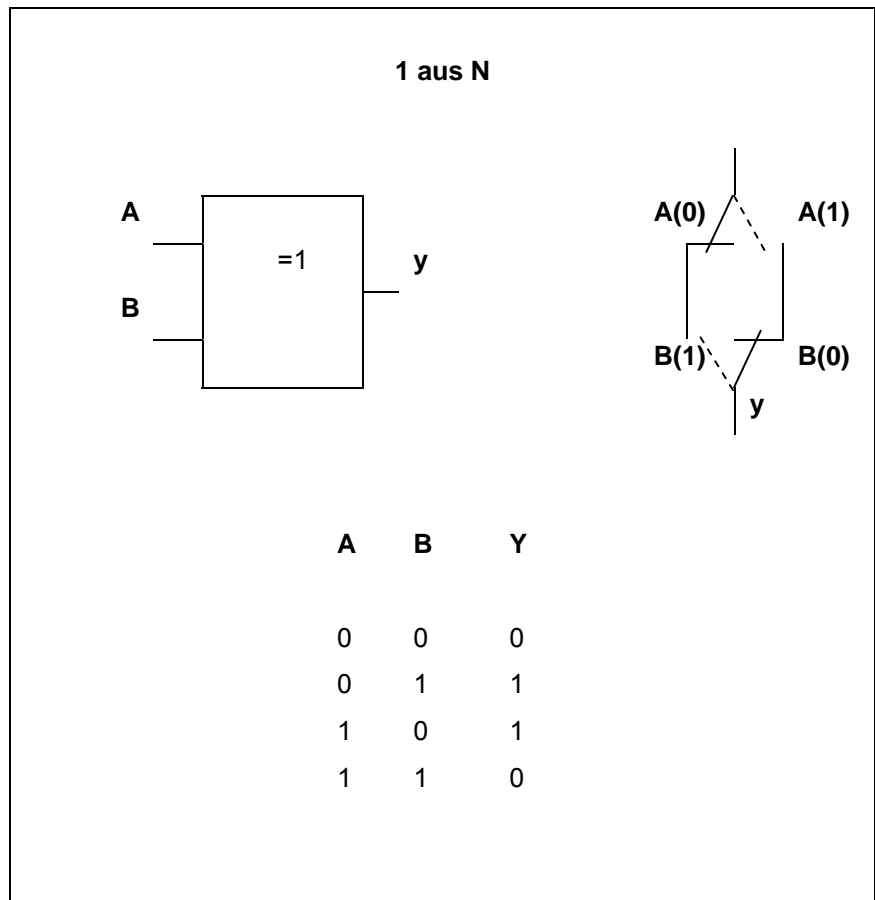 1 aus N
A
=1
y
B
A(0) A(1)
B(1) B(0)
y
A B Y
0 0 0
0 1 1
1 0 1
1 1 0